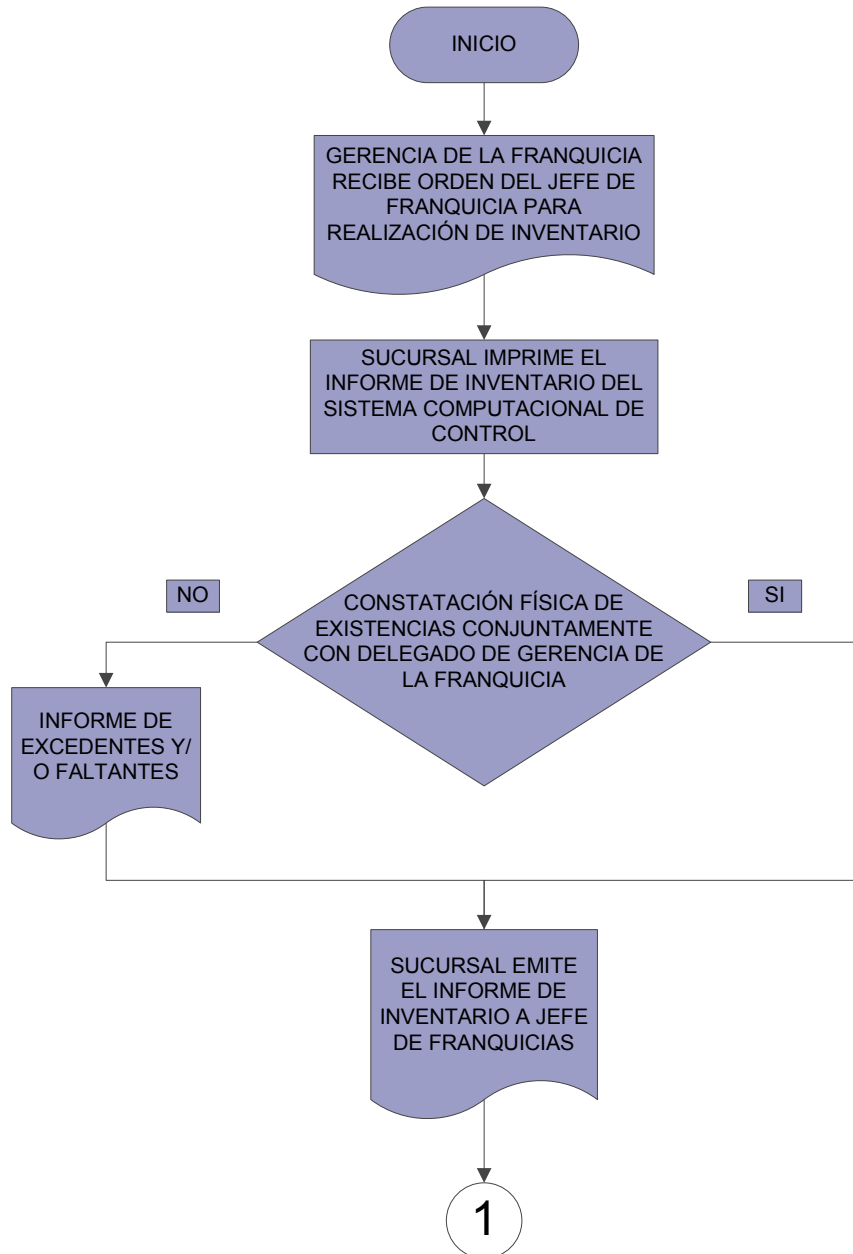 INICIO
GERENCIA DE LA FRANQUICIA
RECIBE ORDEN DEL JEFE DE
FRANQUICIA PARA
REALIZACIÓN DE INVENTARIO
SUCURSAL IMPRIME EL
INFORME DE INVENTARIO DEL
SISTEMA COMPUTACIONAL DE
CONTROL
NO
SI
CONSTATACIÓN FÍSICA DE
EXISTENCIAS CONJUNTAMENTE
CON DELEGADO DE GERENCIA DE
LA FRANQUICIA
INFORME DE
EXCEDENTES Y/
O FALTANTES
SUCURSAL EMITE
EL INFORME DE
INVENTARIO A JEFE
DE FRANQUICIAS
1